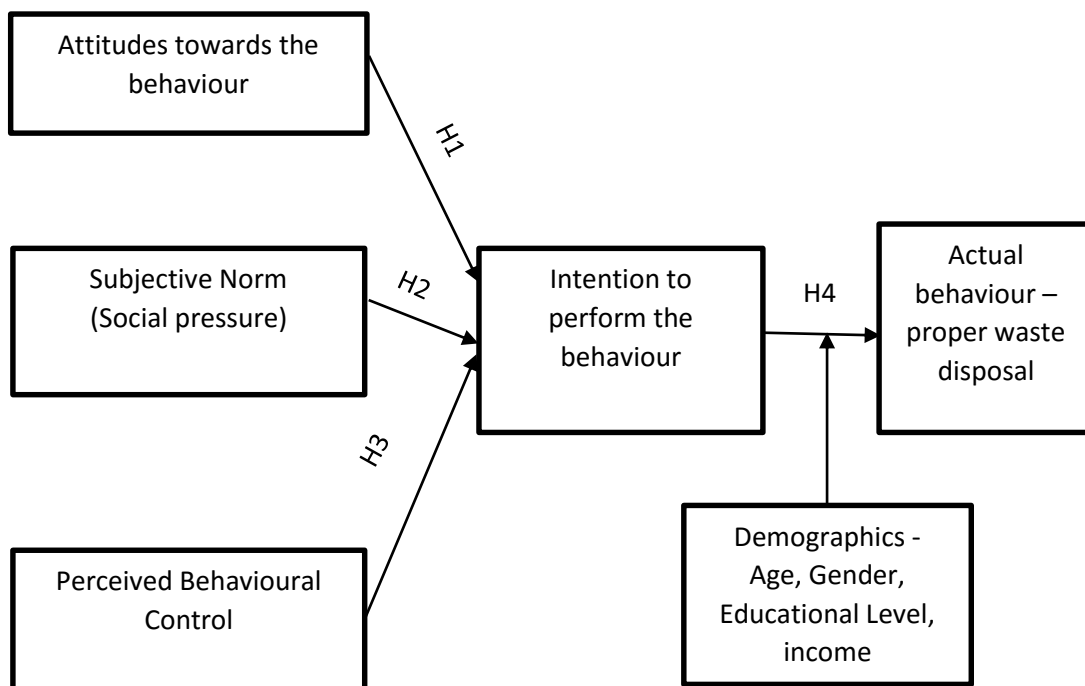 Attitudes towards the
behaviour
H1
Subjective Norm
(Social pressure)
H2
Intention to
perform the
behaviour
H4
Actual
behaviour –
proper waste
disposal
H3
Perceived Behavioural
Control
Demographics -
Age, Gender,
Educational Level,
income